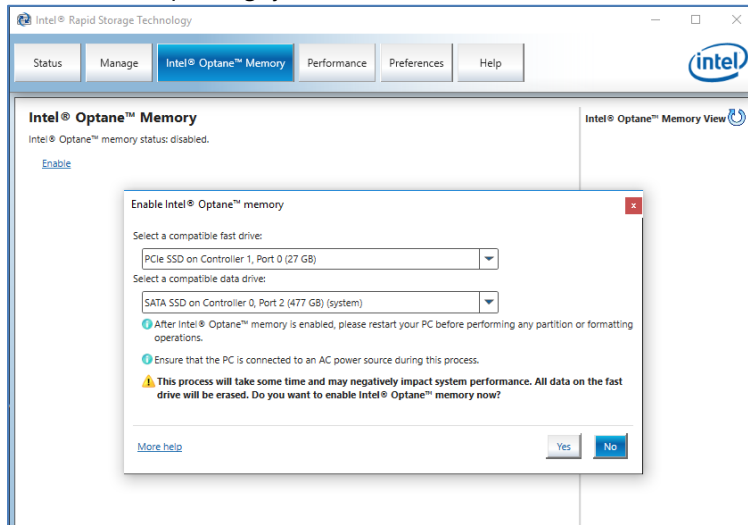 Intel® Rapid Storage Technology
Status
Manage
Intel® Optane™ Memory
Performance
Preferences
Help
intel
Intel® Optane™ Memory
Intel® Optane™ memory status: disabled.
Enable
Intel® Optane™ Memory View
Enable Intel® Optane™ memory
x
Select a compatible fast drive:
PCIe SSD on Controller 1, Port 0 (27 GB)
Select a compatible data drive:
SATA SSD on Controller 0, Port 2 (477 GB) (system)
After Intel® Optane™ memory is enabled, please restart your PC before performing any partition or formatting
operations.
Ensure that the PC is connected to an AC power source during this process.
This process will take some time and may negatively impact system performance. All data on the fast
drive will be erased. Do you want to enable Intel® Optane™ memory now?
More help
Yes
No